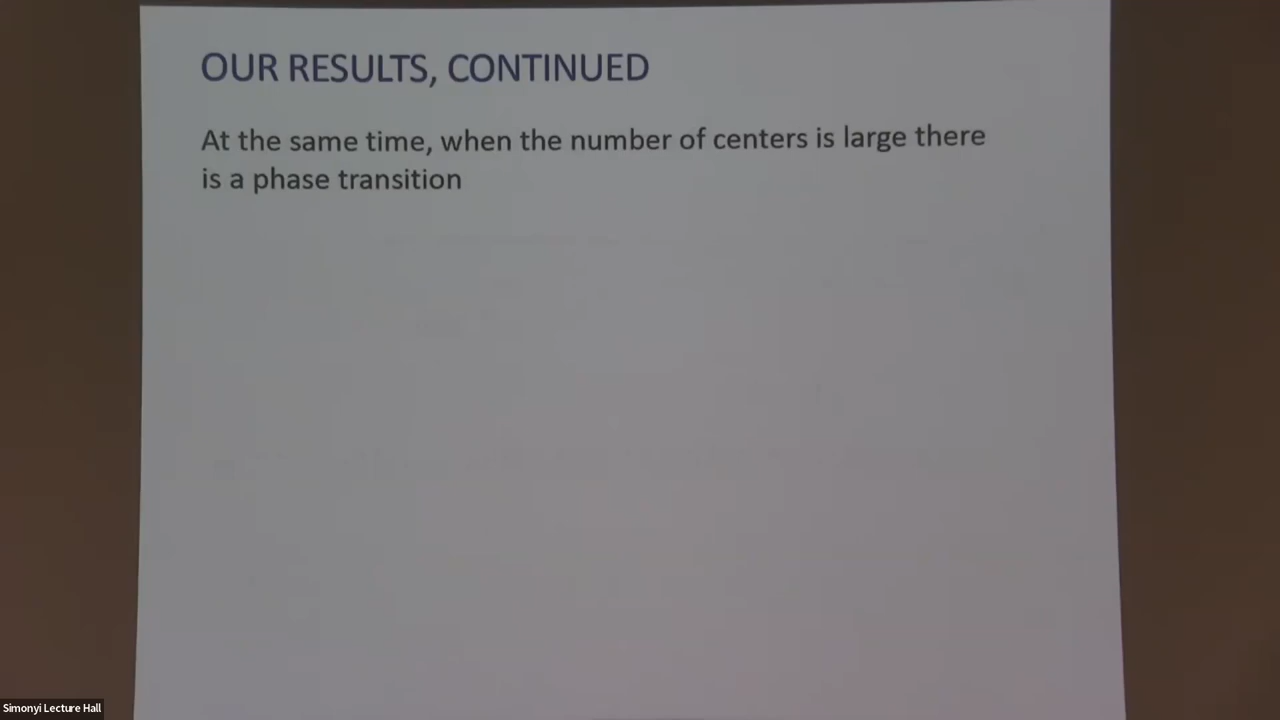 OUR RESULTS, CONTINUED
At the same time, when the number of centers is large there
is a phase transition
Simonyi Lecture Hall